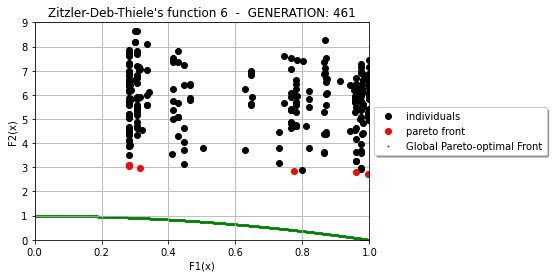 Zitzler-Deb-Thiele's function 6 - GENERATION: 461
9
8
7
6
5
4
3
2
1
0
F2(x)
0.0 0.2 0.4 0.6 0.8 1.0
F1(x)
individuals
pareto front
Global Pareto-optimal Front